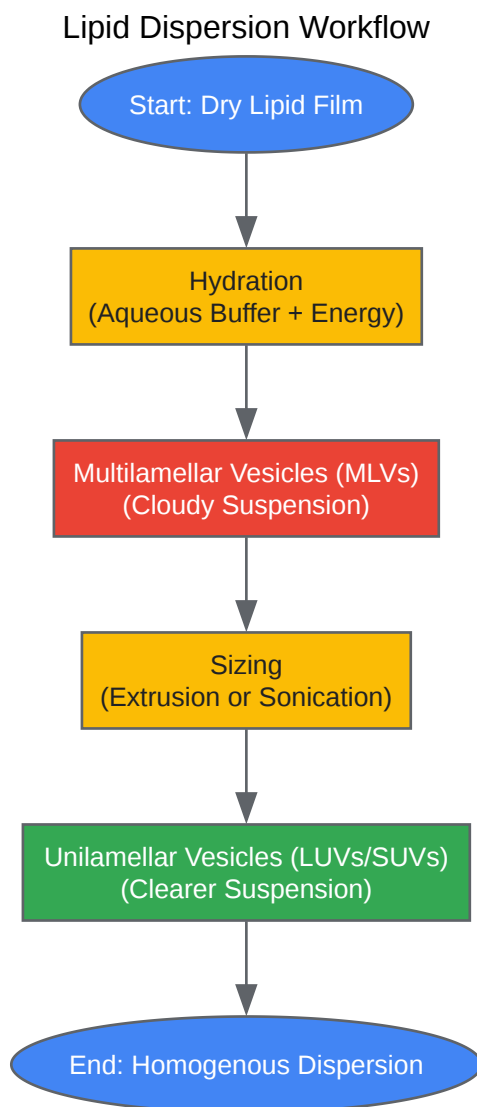 Lipid Dispersion Workflow
Start: Dry Lipid Film
Hydration
(Aqueous Buffer + Energy)
Multilamellar Vesicles (MLVs)
(Cloudy Suspension)
Sizing
(Extrusion or Sonication)
Unilamellar Vesicles (LUVs/SUVs)
(Clearer Suspension)
End: Homogenous Dispersion